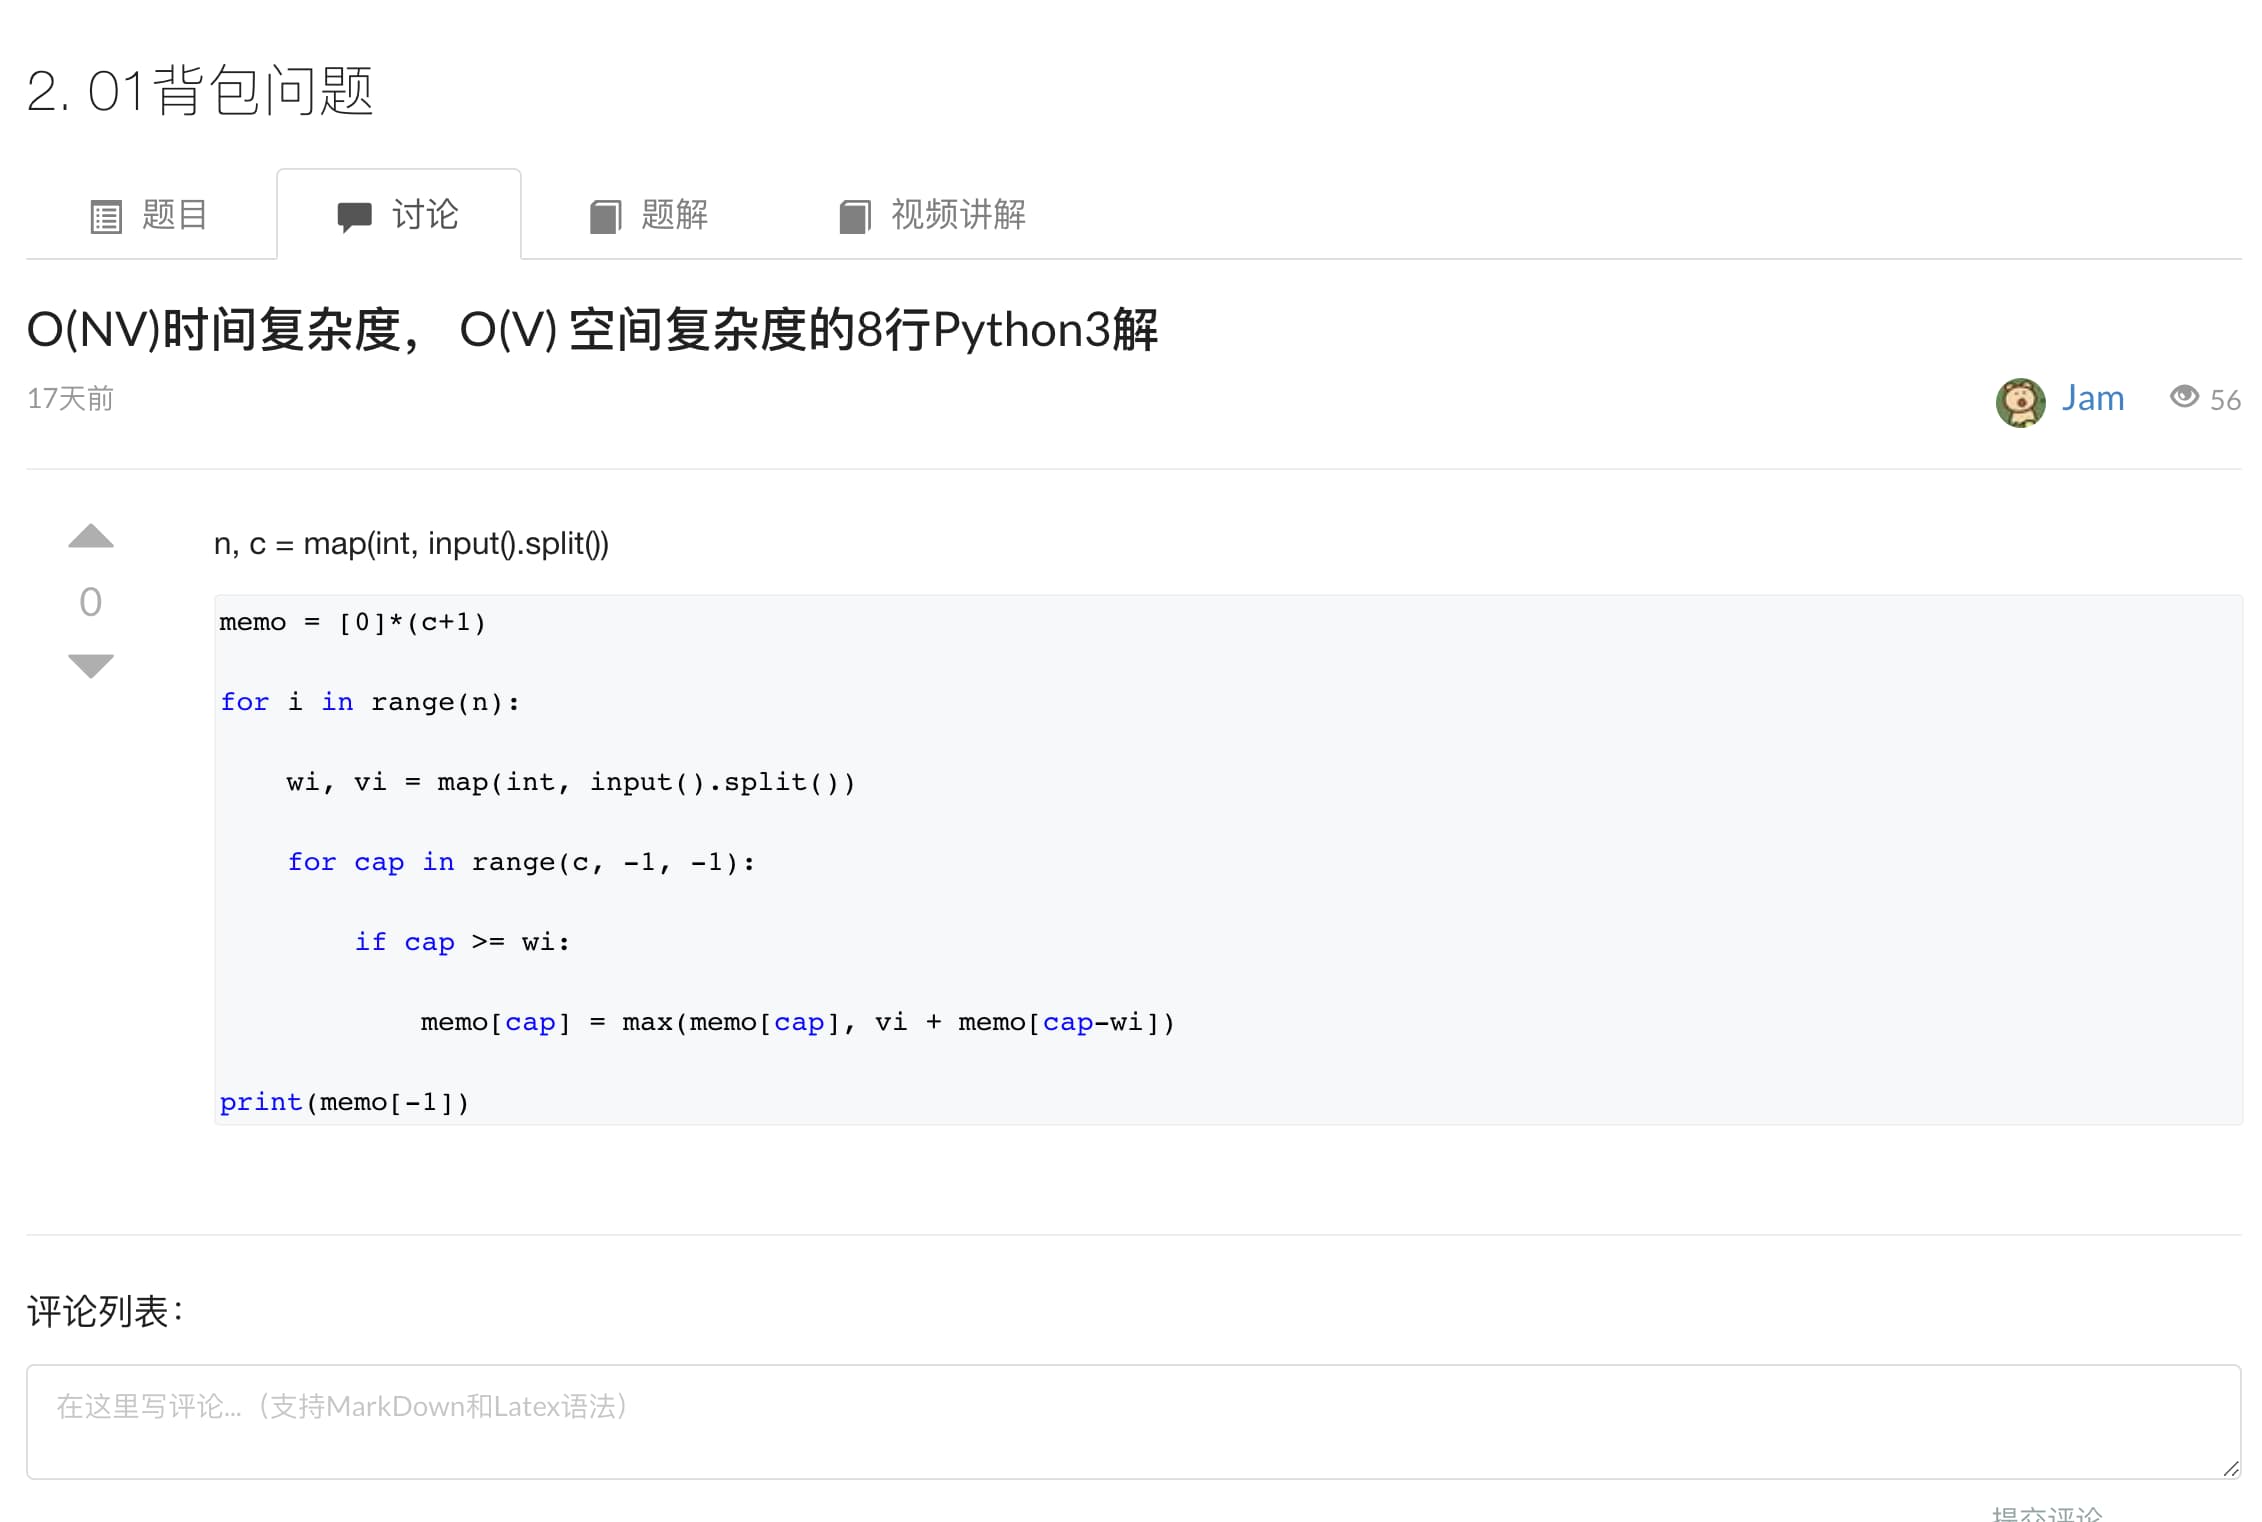 2. 01背包问题
题目 讨论 题解 视频讲解
O(NV)时间复杂度， O(V) 空间复杂度的8行Python3解
17天前 Jam 56
n, c = map(int, input().split())
0
memo = [0]*(c+1)
for i in range(n):
    wi, vi = map(int, input().split())
    for cap in range(c, -1, -1):
        if cap >= wi:
            memo[cap] = max(memo[cap], vi + memo[cap-wi])
print(memo[-1])
评论列表：
在这里写评论...（支持MarkDown和Latex语法）
提交评论